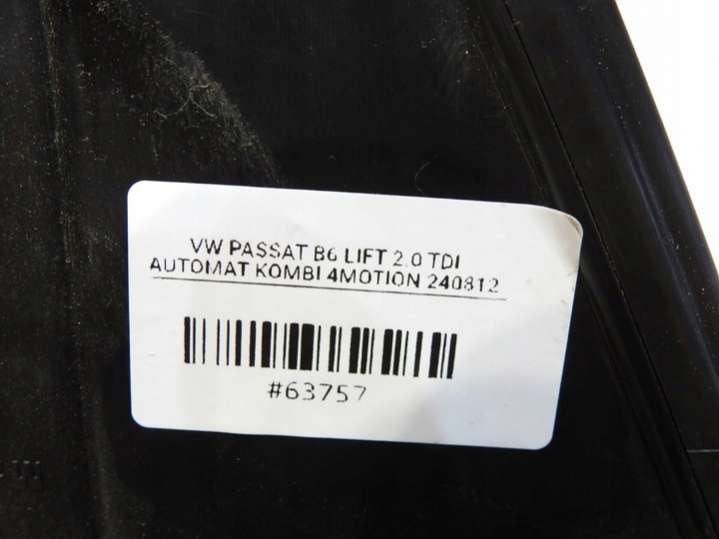 VW PASSAT B6 LIFT 2.0 TDI
AUTOMAT KOMBI 4MOTION 240812
#63757